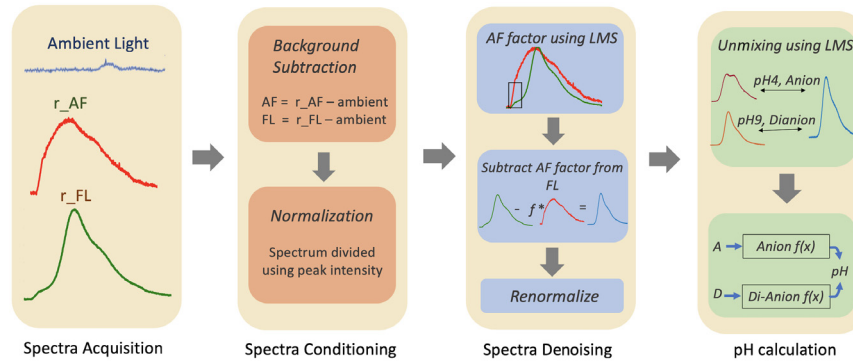 Ambient Light
r_AF
r_FL
Spectra Acquisition
Background
Subtraction
AF = r_AF – ambient
FL = r_FL – ambient
Normalization
Spectrum divided
using peak intensity
Spectra Conditioning
AF factor using LMS
Subtract AF factor from
FL
- f * =
Renormalize
Spectra Denoising
Unmixing using LMS
pH4, Anion
pH9, Dianion
A Anion f(x)
pH
D Di-Anion f(x)
pH calculation